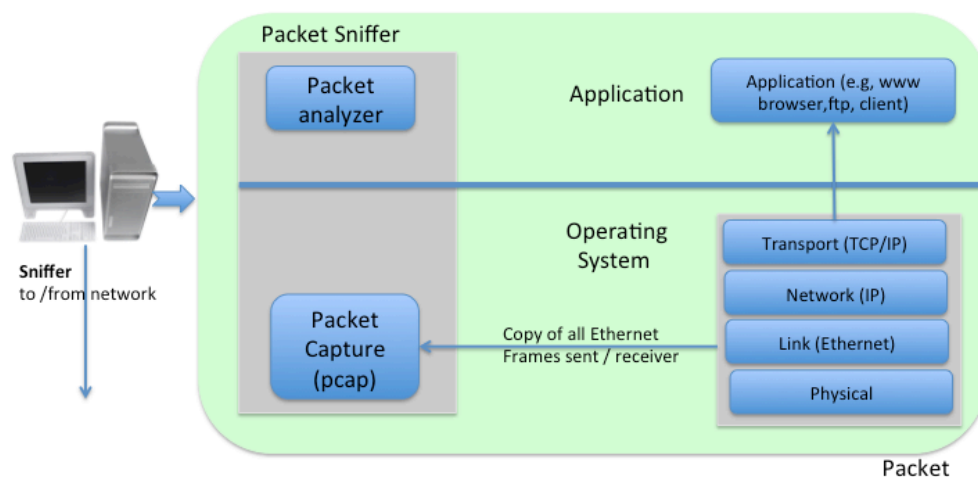 Packet Sniffer
Packet
analyzer
Application
Application (e.g, www
browser,ftp, client)
Sniffer
to /from network
Operating
System
Transport (TCP/IP)
Network (IP)
Link (Ethernet)
Physical
Packet
Capture
(pcap)
Copy of all Ethernet
Frames sent / receiver
Packet